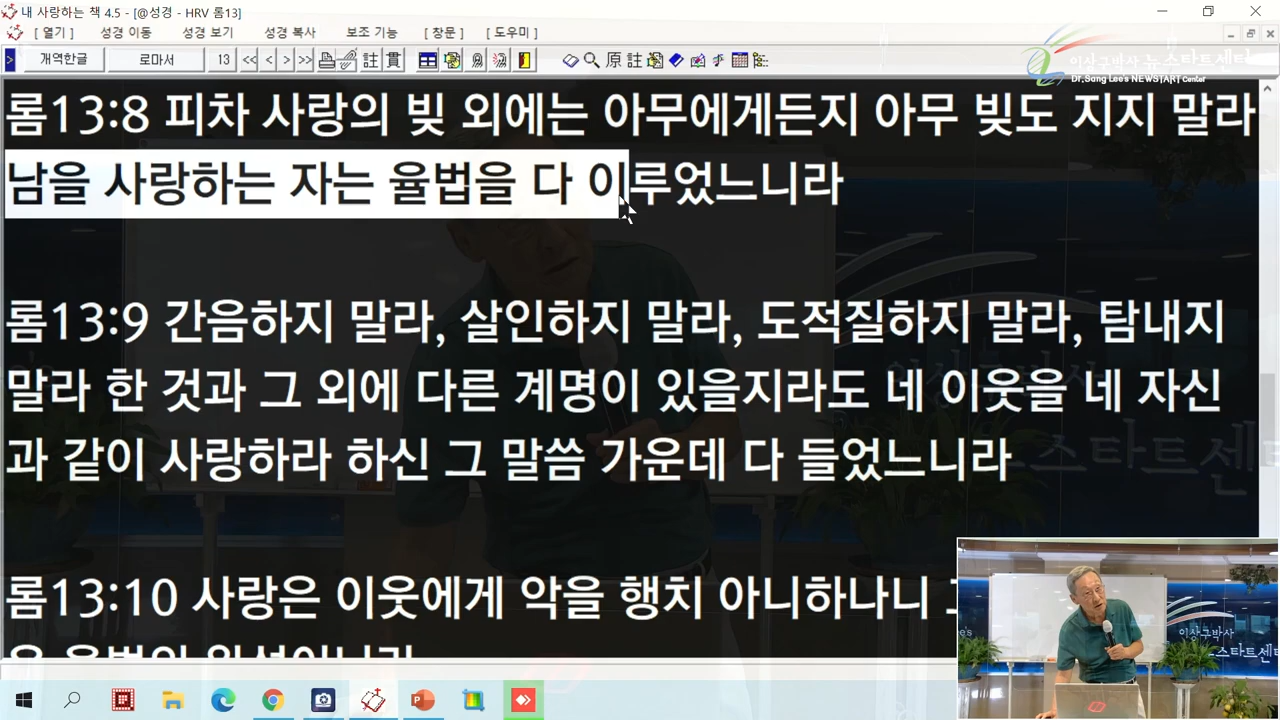 내 사랑하는 책 4.5 - [@성경 - HRV 롬13]
[ 열기 ] 성경 이동 성경 보기 성경 복사 보조 기능 [ 창문 ] [ 도우미 ]
> 개역한글 로마서 13 << < > >> 註 貫 原 註
이상구박사 뉴스타트센터
Dr.Sang Lee's NEWSTART Center
롬13:8 피차 사랑의 빚 외에는 아무에게든지 아무 빚도 지지 말라
남을 사랑하는 자는 율법을 다 이루었느니라
롬13:9 간음하지 말라, 살인하지 말라, 도적질하지 말라, 탐내지
말라 한 것과 그 외에 다른 계명이 있을지라도 네 이웃을 네 자신
과 같이 사랑하라 하신 그 말씀 가운데 다 들었느니라
롬13:10 사랑은 이웃에게 악을 행치 아니하나니
이상구박사
스타트센